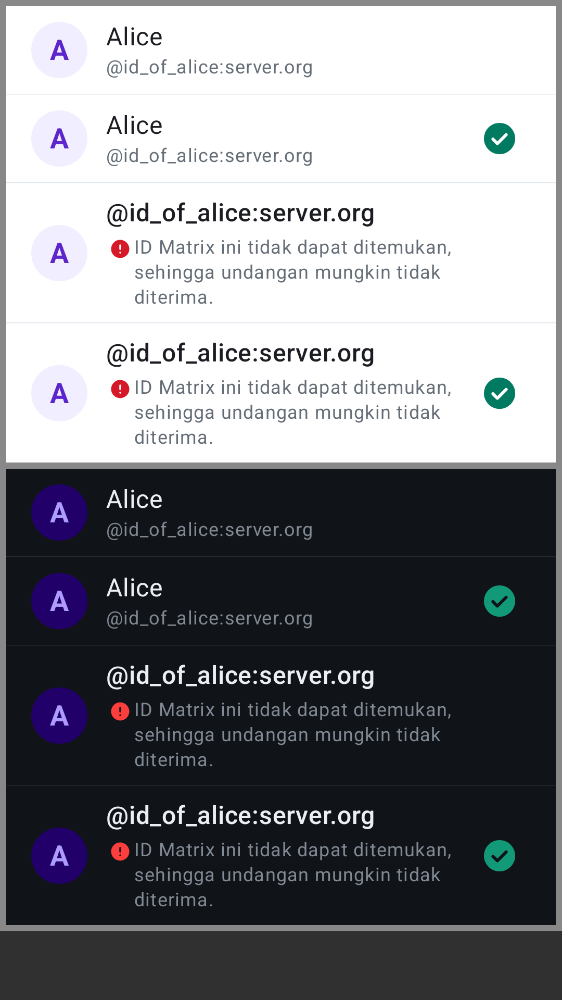 A
Alice
@id_of_alice:server.org
A
Alice
@id_of_alice:server.org
@id_of_alice:server.org
A
ID Matrix ini tidak dapat ditemukan,
sehingga undangan mungkin tidak
diterima.
@id_of_alice:server.org
A
ID Matrix ini tidak dapat ditemukan,
sehingga undangan mungkin tidak
diterima.
A
Alice
@id_of_alice:server.org
A
Alice
@id_of_alice:server.org
@id_of_alice:server.org
A
ID Matrix ini tidak dapat ditemukan,
sehingga undangan mungkin tidak
diterima.
@id_of_alice:server.org
A
ID Matrix ini tidak dapat ditemukan,
sehingga undangan mungkin tidak
diterima.